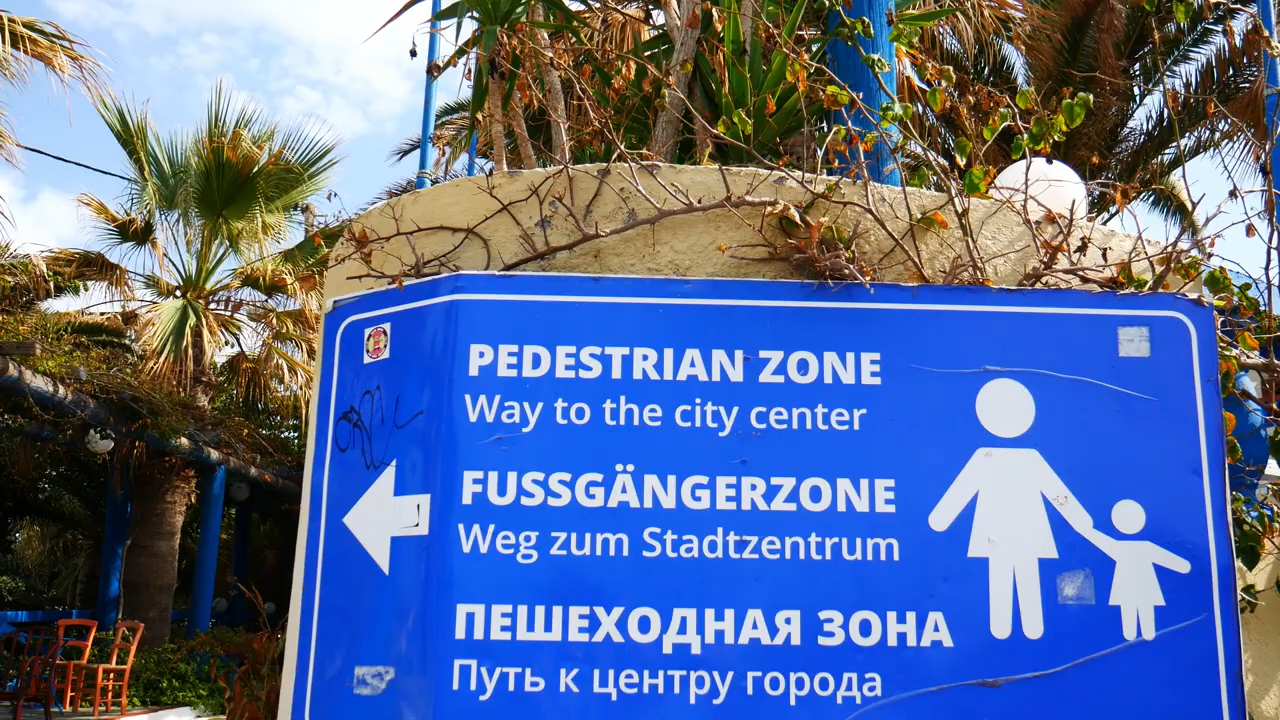 PEDESTRIAN ZONE
Way to the city center
FUSSGÄNGERZONE
Weg zum Stadtzentrum
ПЕШЕХОДНАЯ ЗОНА
Путь к центру города